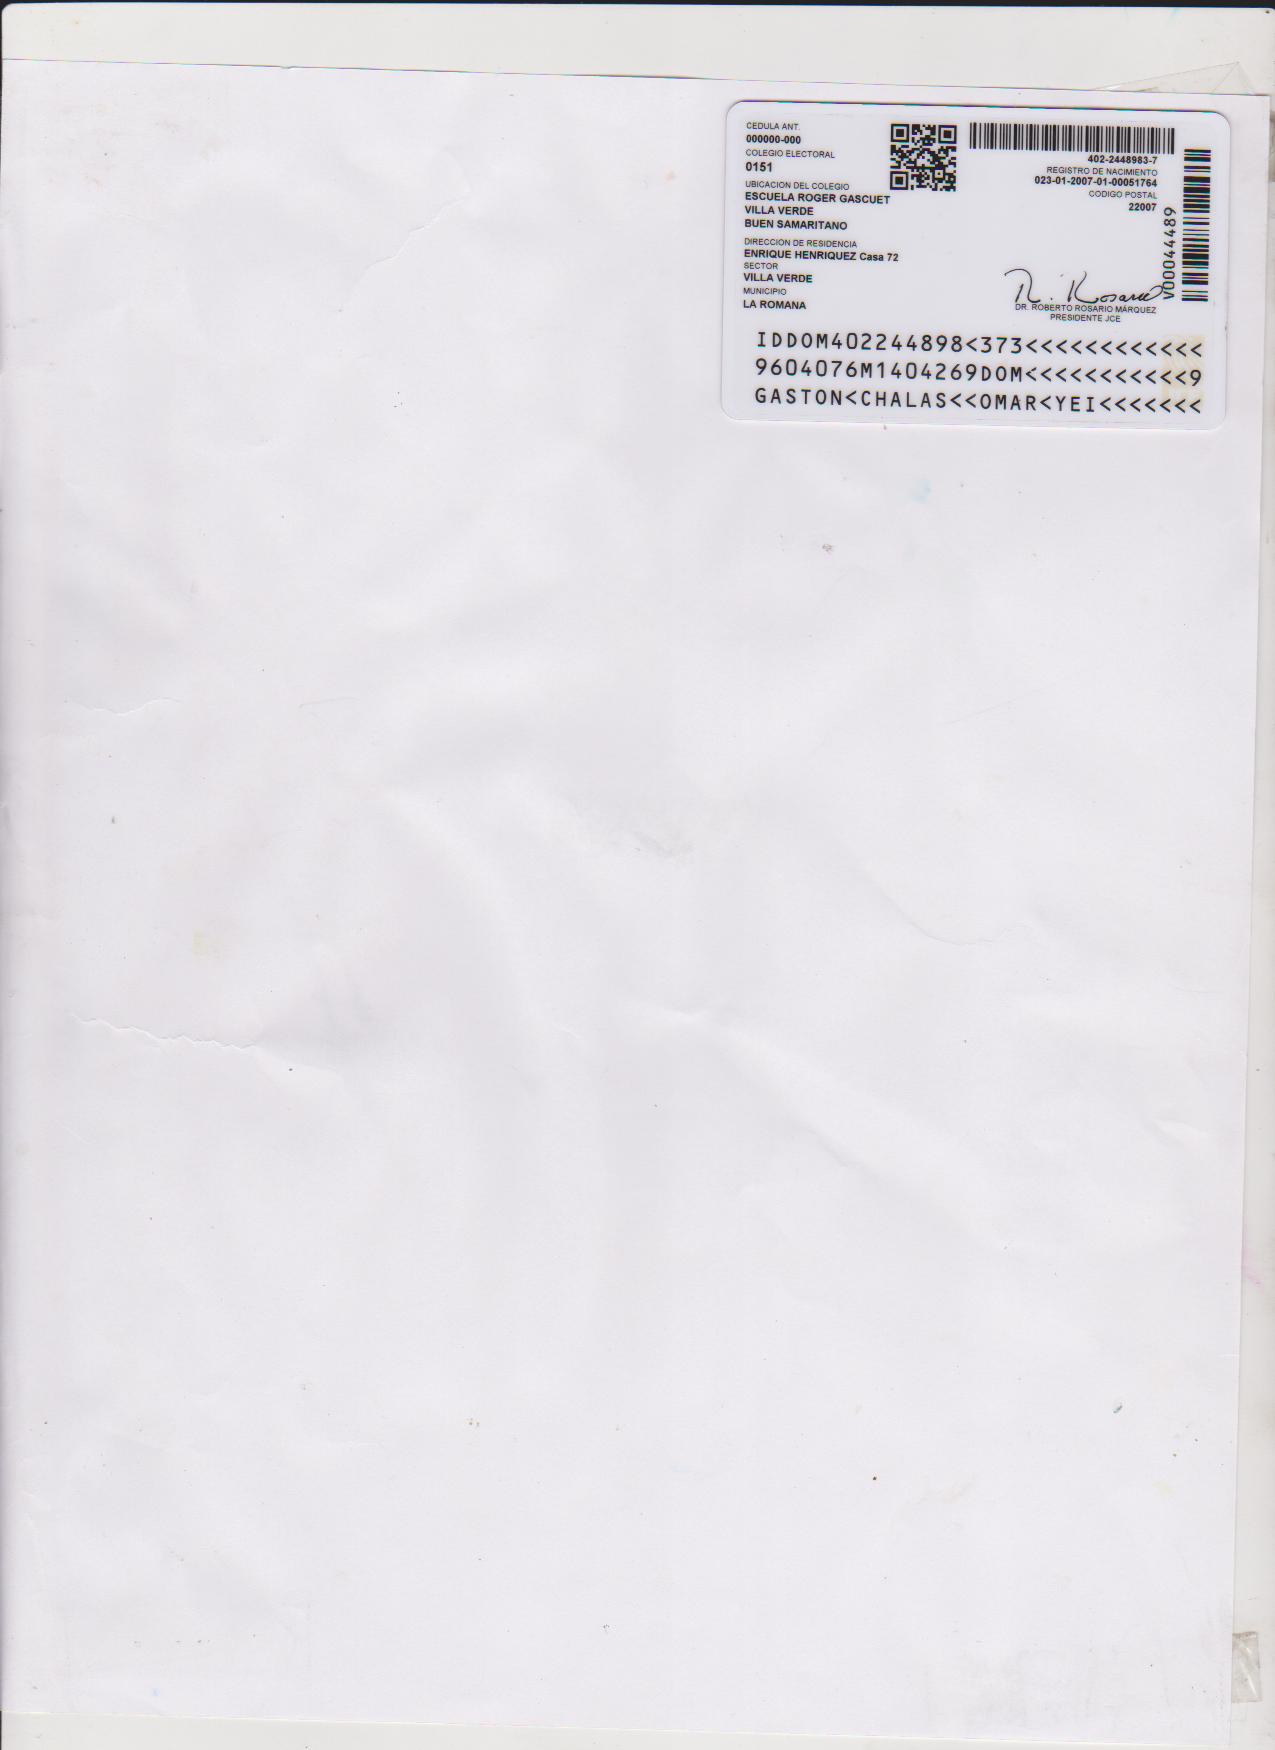 CEDULA ANT.
000000-000
COLEGIO ELECTORAL
0151
UBICACION DEL COLEGIO
ESCUELA ROGER GASCUET
VILLA VERDE
BUEN SAMARITANO
DIRECCION DE RESIDENCIA
ENRIQUE HENRIQUEZ Casa 72
SECTOR
VILLA VERDE
MUNICIPIO
LA ROMANA
402-2448983-7
REGISTRO DE NACIMIENTO
023-01-2007-01-00051764
CODIGO POSTAL
22007
V00044489
R. Rosario
DR. ROBERTO ROSARIO MÁRQUEZ
PRESIDENTE JCE
IDDOM402244898<373<<<<<<<<<<<<
9604076M1404269DOM<<<<<<<<<<<9
GASTON<CHALAS<<OMAR<YEI<<<<<<<